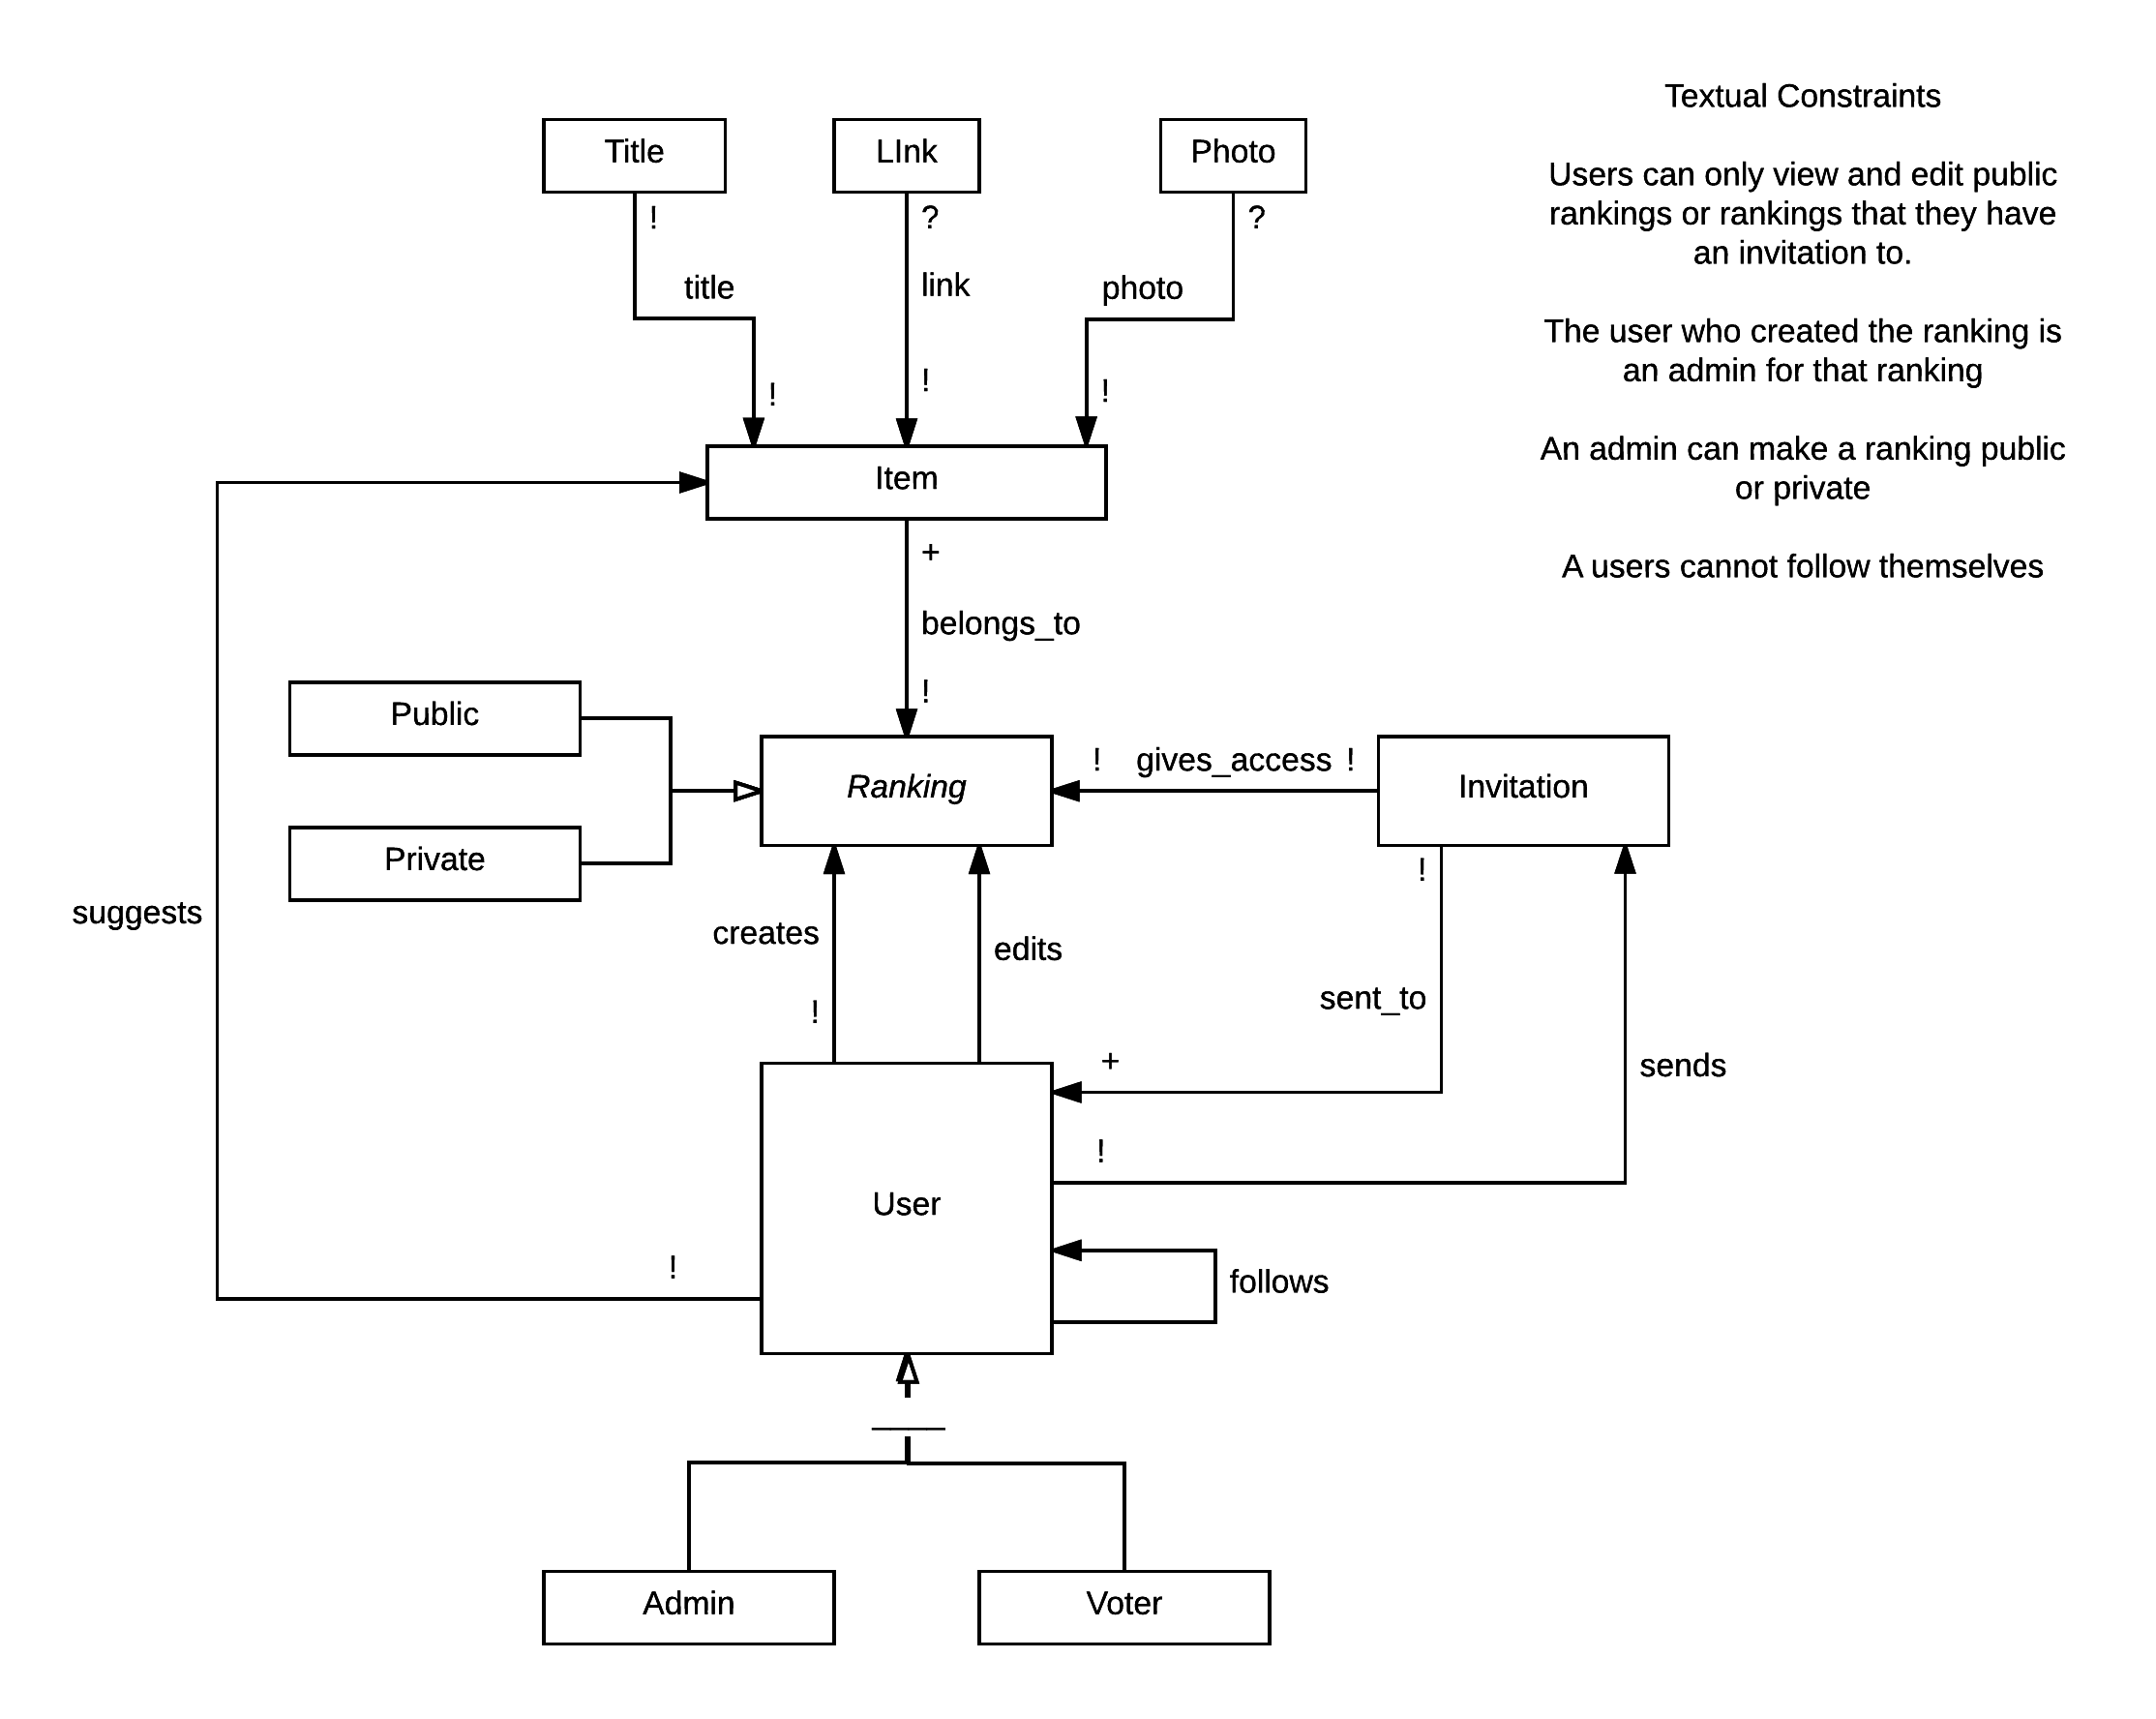 Textual Constraints
Users can only view and edit public
rankings or rankings that they have
an invitation to.
The user who created the ranking is
an admin for that ranking
An admin can make a ranking public
or private
A users cannot follow themselves
Title
LInk
Photo
!
?
?
title
link
photo
!
!
!
Item
+
belongs_to
!
Public
Private
Ranking
! gives_access !
Invitation
suggests
creates
edits
!
!
sent_to
sends
+
!
User
!
follows
Admin
Voter